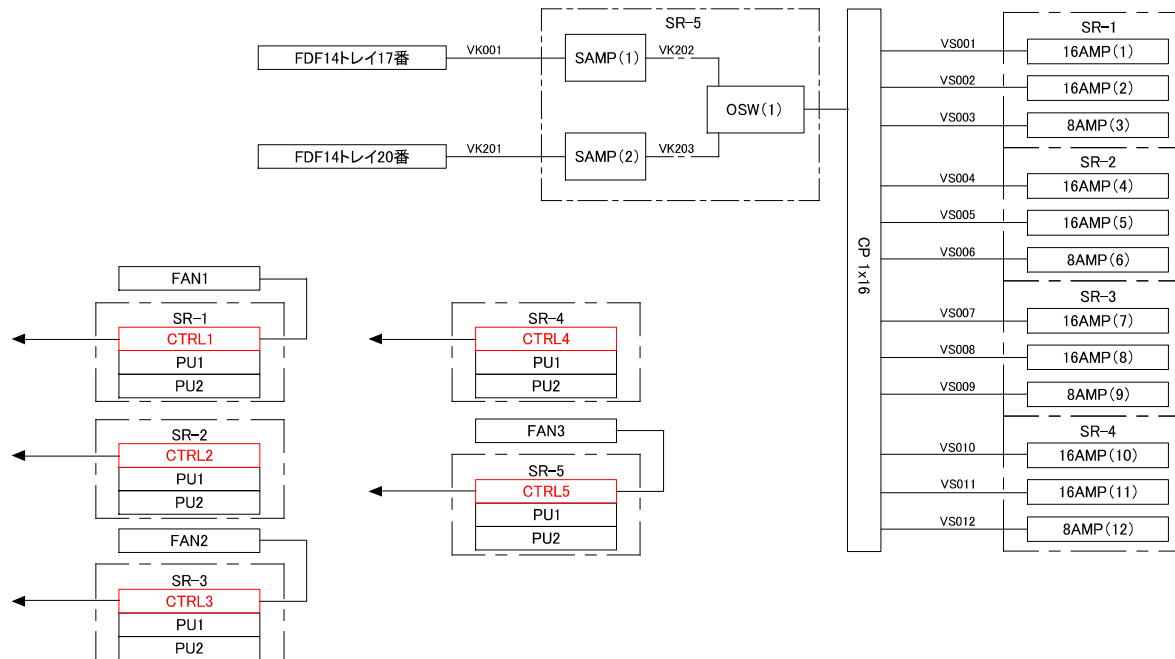 SR-5
FDF14トレイ17番
VK001
SAMP(1)
VK202
OSW(1)
FDF14トレイ20番
VK201
SAMP(2)
VK203
CP 1x16
SR-1
VS001
16AMP(1)
VS002
16AMP(2)
VS003
8AMP(3)
SR-2
VS004
16AMP(4)
VS005
16AMP(5)
VS006
8AMP(6)
SR-3
VS007
16AMP(7)
VS008
16AMP(8)
VS009
8AMP(9)
SR-4
VS010
16AMP(10)
VS011
16AMP(11)
VS012
8AMP(12)
FAN1
SR-1
CTRL1
PU1
PU2
SR-2
CTRL2
PU1
PU2
FAN2
SR-3
CTRL3
PU1
PU2
SR-4
CTRL4
PU1
PU2
FAN3
SR-5
CTRL5
PU1
PU2